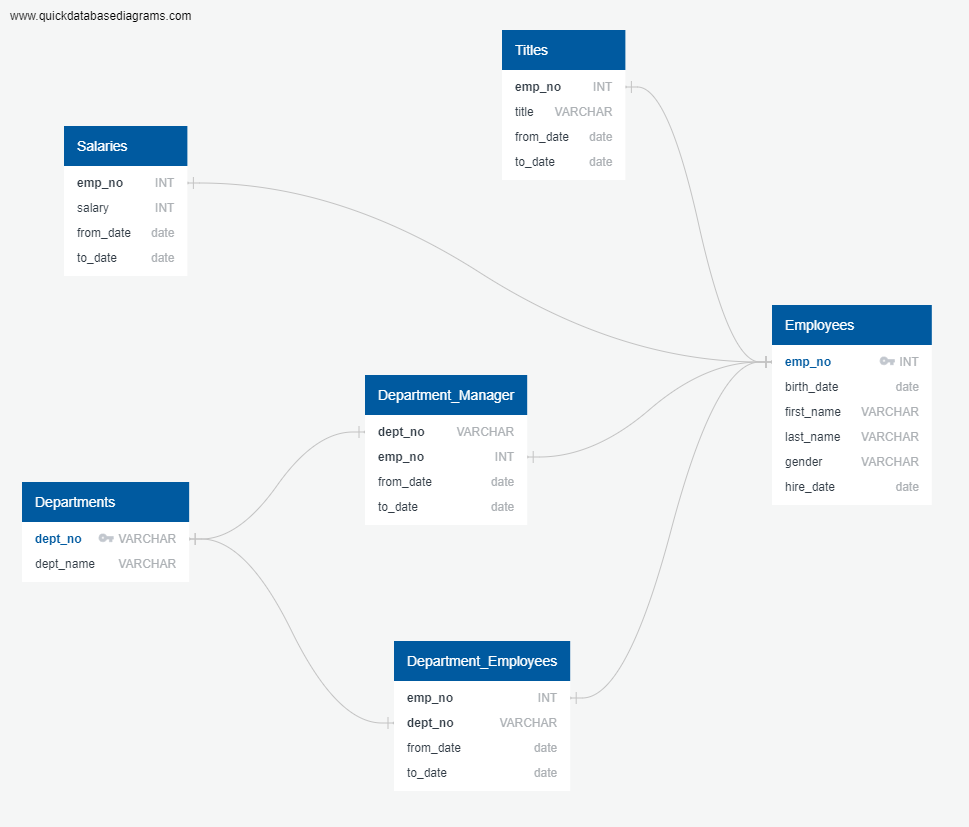 www.quickdatabasediagrams.com
Titles
emp_no INT
title VARCHAR
from_date date
to_date date
Salaries
emp_no INT
salary INT
from_date date
to_date date
Employees
emp_no INT
birth_date date
first_name VARCHAR
last_name VARCHAR
gender VARCHAR
hire_date date
Department_Manager
dept_no VARCHAR
emp_no INT
from_date date
to_date date
Departments
dept_no VARCHAR
dept_name VARCHAR
Department_Employees
emp_no INT
dept_no VARCHAR
from_date date
to_date date